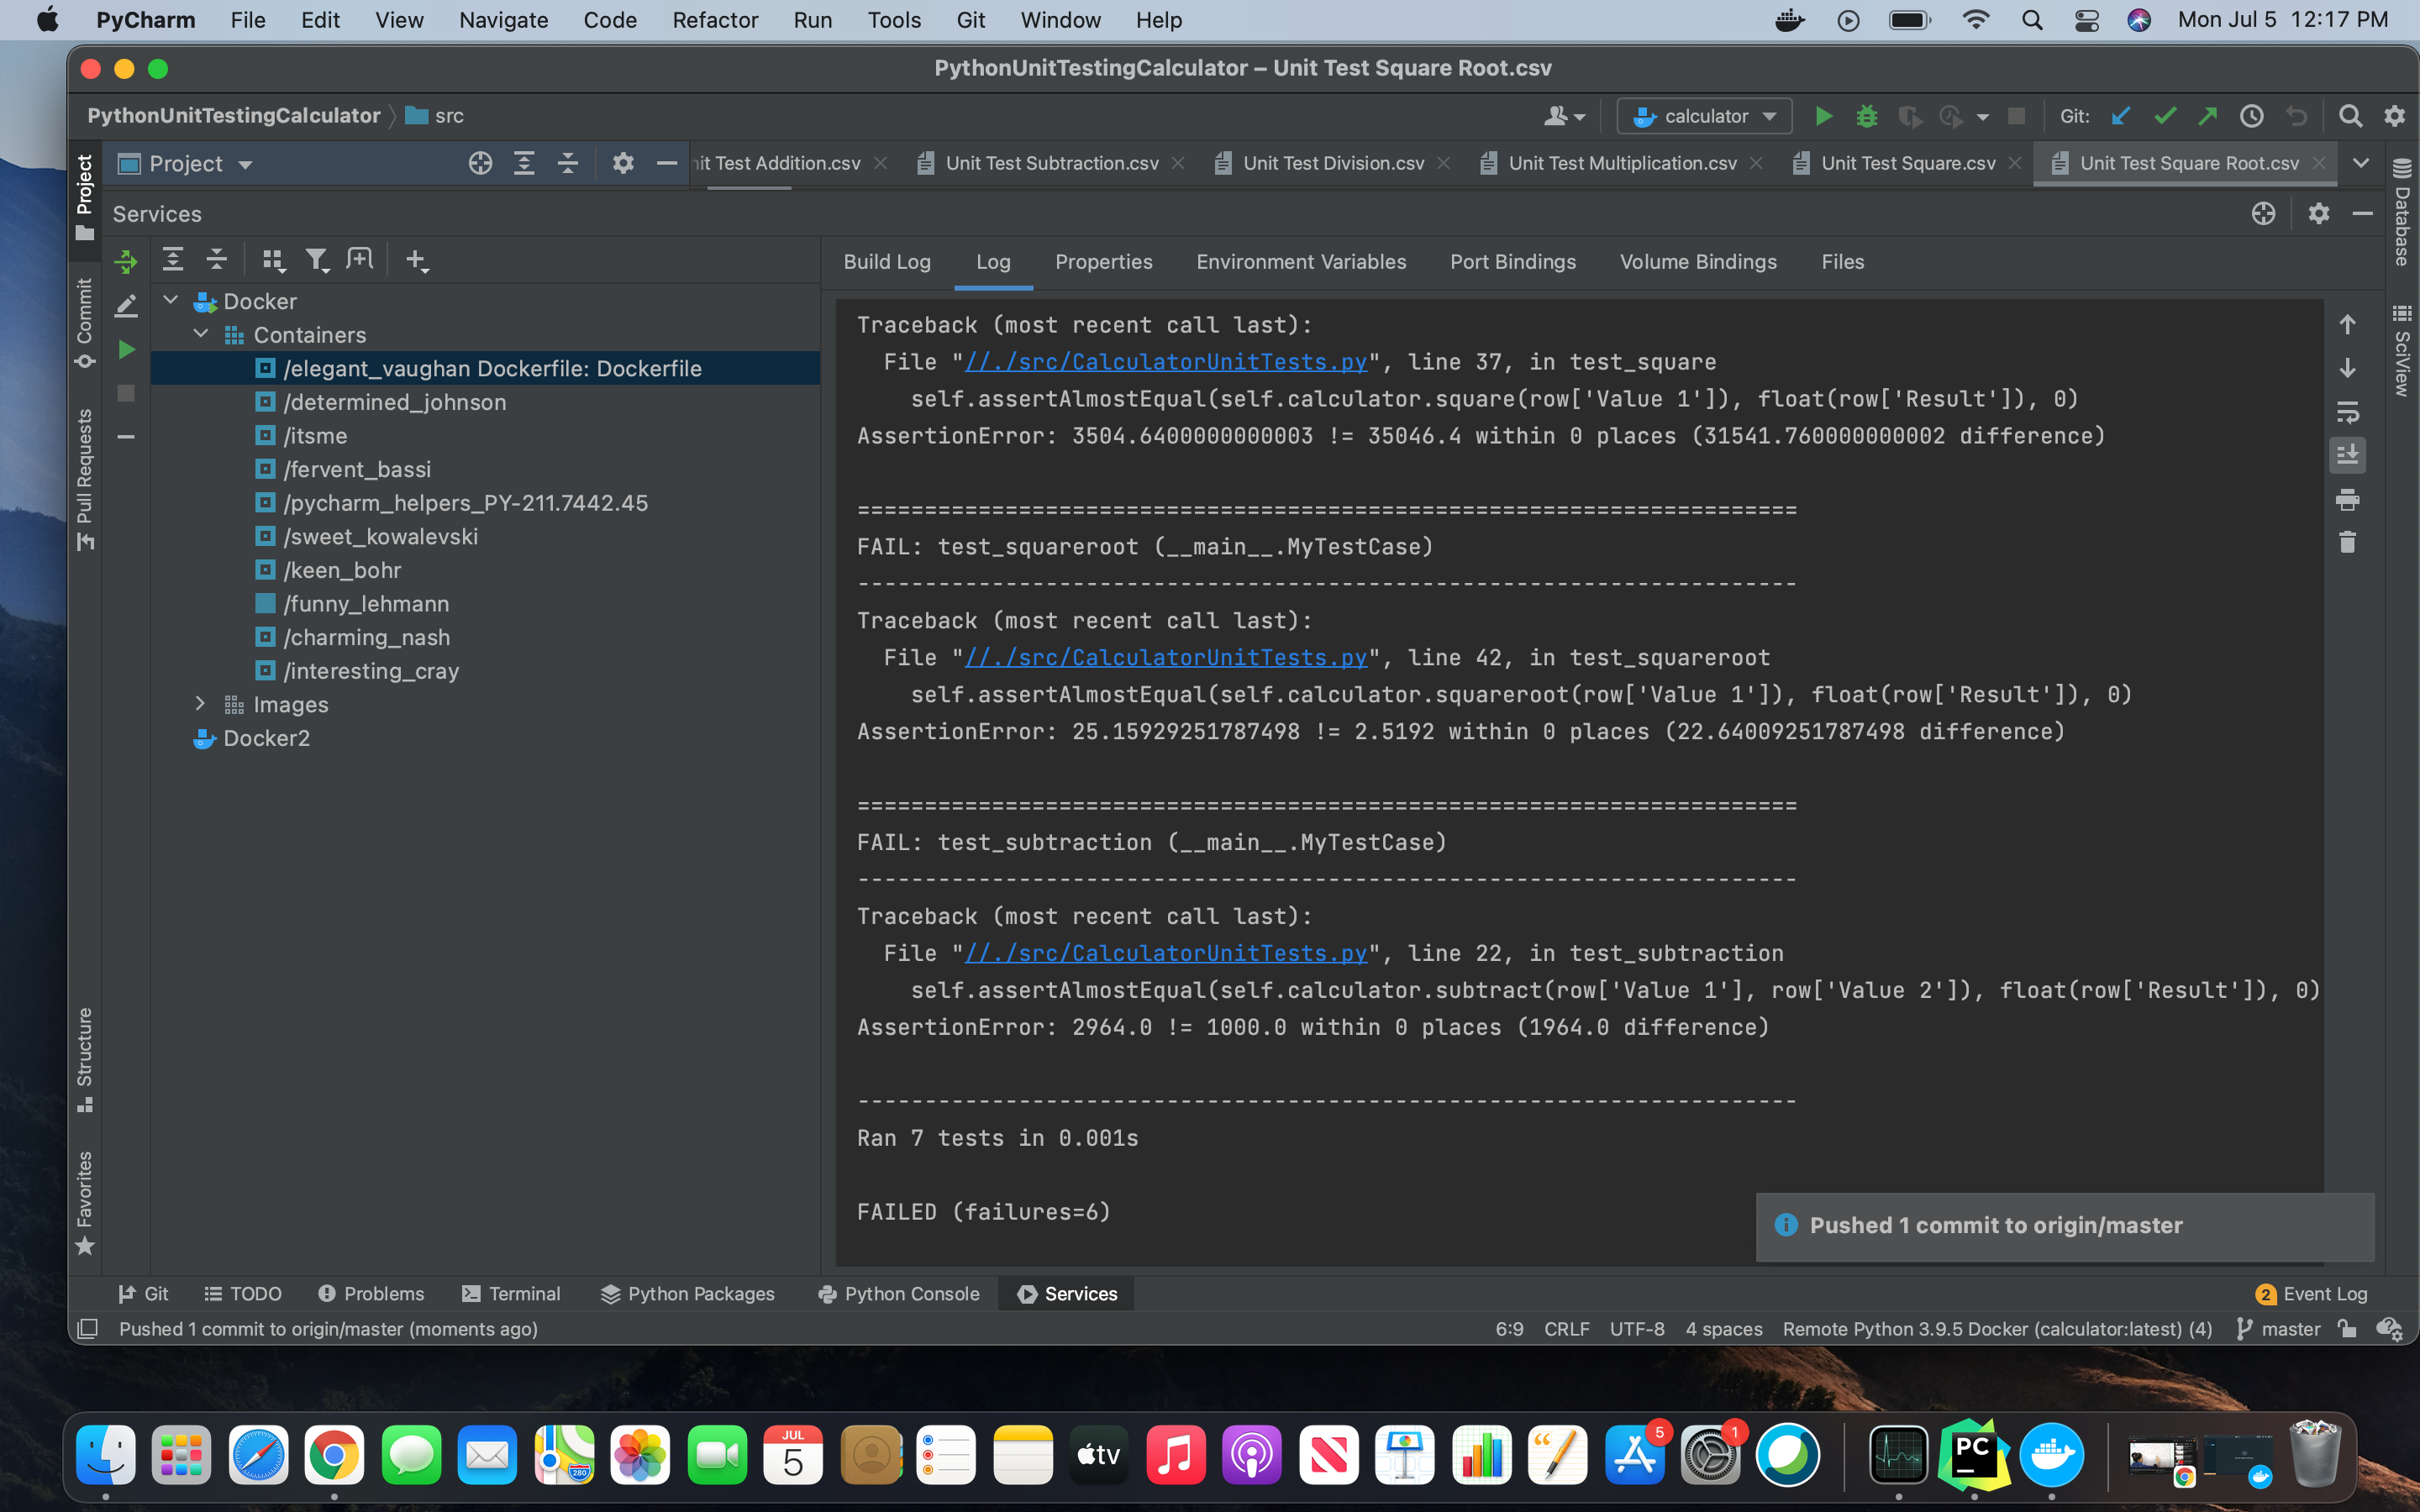 PyCharm File Edit View Navigate Code Refactor Run Tools Git Window Help Mon Jul 5 12:17 PM
PythonUnitTestingCalculator – Unit Test Square Root.csv
PythonUnitTestingCalculator src calculator Git:
Project nit Test Addition.csv Unit Test Subtraction.csv Unit Test Division.csv Unit Test Multiplication.csv Unit Test Square.csv Unit Test Square Root.csv
Services
Build Log Log Properties Environment Variables Port Bindings Volume Bindings Files
Project
Commit
Pull Requests
Structure
Favorites
Docker
Containers
/elegant_vaughan Dockerfile: Dockerfile
/determined_johnson
/itsme
/fervent_bassi
/pycharm_helpers_PY-211.7442.45
/sweet_kowalevski
/keen_bohr
/funny_lehmann
/charming_nash
/interesting_cray
Images
Docker2
Traceback (most recent call last):
File "//./src/CalculatorUnitTests.py", line 37, in test_square
self.assertAlmostEqual(self.calculator.square(row['Value 1']), float(row['Result']), 0)
AssertionError: 3504.6400000000003 != 35046.4 within 0 places (31541.760000000002 difference)
======================================================================
FAIL: test_squareroot (__main__.MyTestCase)
----------------------------------------------------------------------
Traceback (most recent call last):
File "//./src/CalculatorUnitTests.py", line 42, in test_squareroot
self.assertAlmostEqual(self.calculator.squareroot(row['Value 1']), float(row['Result']), 0)
AssertionError: 25.15929251787498 != 2.5192 within 0 places (22.64009251787498 difference)
======================================================================
FAIL: test_subtraction (__main__.MyTestCase)
----------------------------------------------------------------------
Traceback (most recent call last):
File "//./src/CalculatorUnitTests.py", line 22, in test_subtraction
self.assertAlmostEqual(self.calculator.subtract(row['Value 1'], row['Value 2']), float(row['Result']), 0)
AssertionError: 2964.0 != 1000.0 within 0 places (1964.0 difference)
----------------------------------------------------------------------
Ran 7 tests in 0.001s
FAILED (failures=6)
Database
SciView
Pushed 1 commit to origin/master
Git TODO Problems Terminal Python Packages Python Console Services 2 Event Log
Pushed 1 commit to origin/master (moments ago) 6:9 CRLF UTF-8 4 spaces Remote Python 3.9.5 Docker (calculator:latest) (4) master
280
JUL
5
tv
5
1
PC